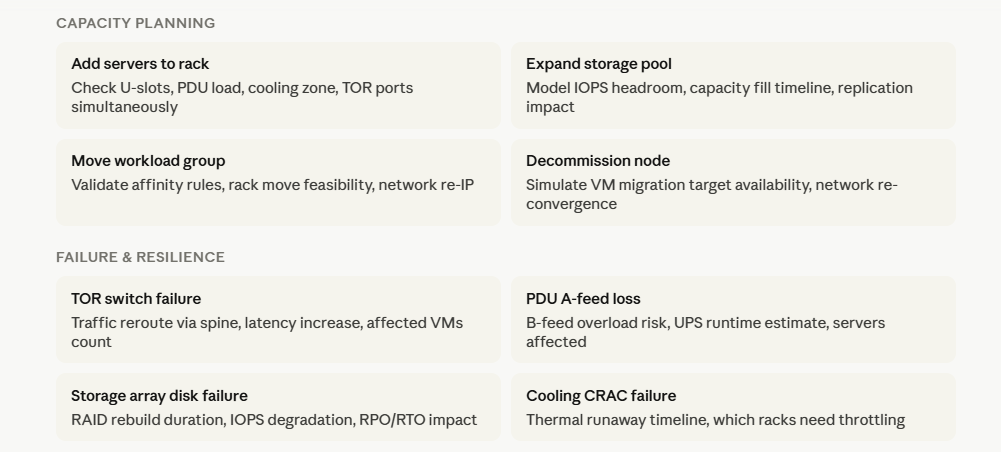 CAPACITY PLANNING
Add servers to rack
Check U-slots, PDU load, cooling zone, TOR ports
simultaneously
Expand storage pool
Model IOPS headroom, capacity fill timeline, replication
impact
Move workload group
Validate affinity rules, rack move feasibility, network re-IP
Decommission node
Simulate VM migration target availability, network re-
convergence
FAILURE & RESILIENCE
TOR switch failure
Traffic reroute via spine, latency increase, affected VMs
count
PDU A-feed loss
B-feed overload risk, UPS runtime estimate, servers
affected
Storage array disk failure
RAID rebuild duration, IOPS degradation, RPO/RTO impact
Cooling CRAC failure
Thermal runaway timeline, which racks need throttling